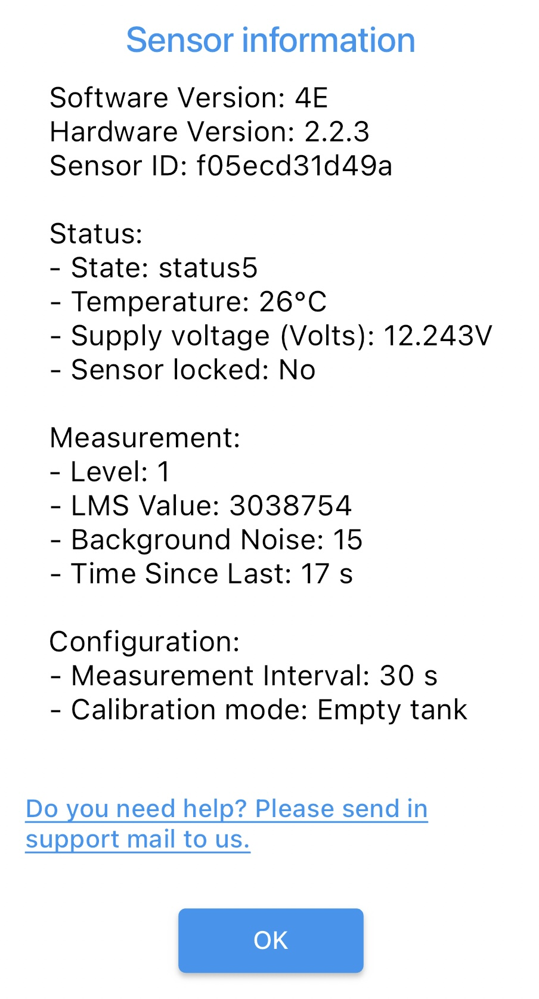 Sensor information
Software Version: 4E
Hardware Version: 2.2.3
Sensor ID: f05ecd31d49a
Status:
- State: status5
- Temperature: 26°C
- Supply voltage (Volts): 12.243V
- Sensor locked: No
Measurement:
- Level: 1
- LMS Value: 3038754
- Background Noise: 15
- Time Since Last: 17 s
Configuration:
- Measurement Interval: 30 s
- Calibration mode: Empty tank
Do you need help? Please send in
support mail to us.
OK